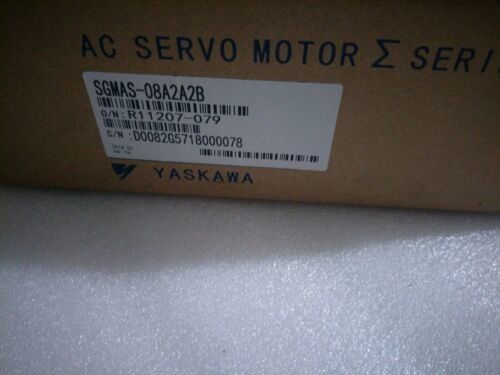 AC SERVO MOTOR Σ SERI
SGMAS-08A2A2B
O/N:R11207-079
S/N:D0082G5718000078
YASKAWA